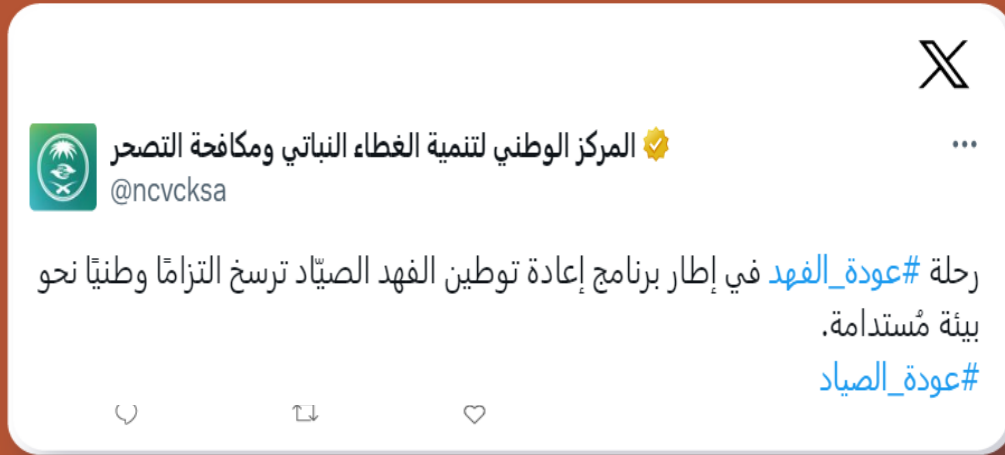 المركز الوطني لتنمية الغطاء النباتي ومكافحة التصحر
@ncvcksa
رحلة #عودة_الفهد في إطار برنامج إعادة توطين الفهد الصيّاد ترسخ التزامًا وطنيًا نحو
بيئة مُستدامة.
#عودة_الصياد